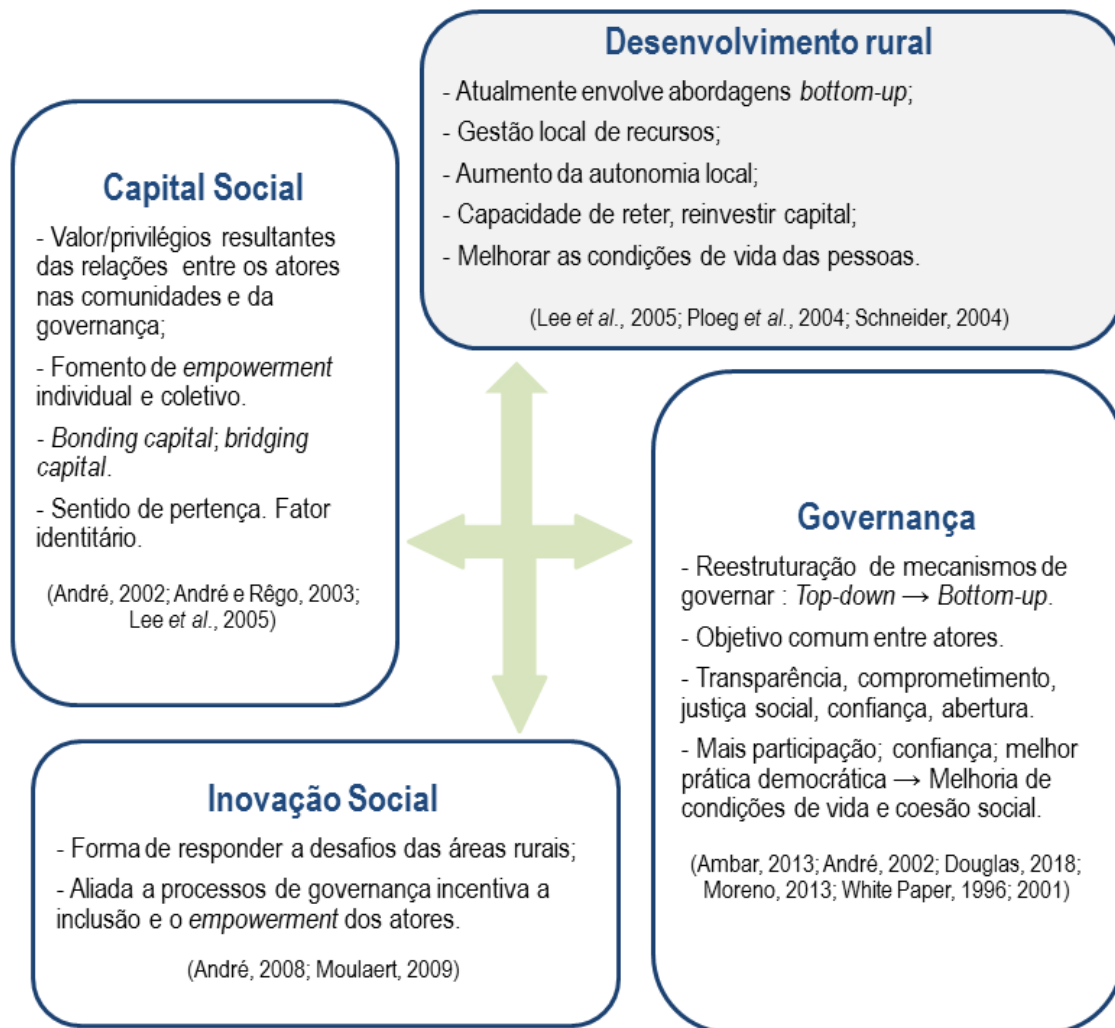 Desenvolvimento rural
- Atualmente envolve abordagens bottom-up;
- Gestão local de recursos;
- Aumento da autonomia local;
- Capacidade de reter, reinvestir capital;
- Melhorar as condições de vida das pessoas.
(Lee et al., 2005; Ploeg et al., 2004; Schneider, 2004)
Capital Social
- Valor/privilégios resultantes
das relações entre os atores
nas comunidades e da
governança;
- Fomento de empowerment
individual e coletivo.
- Bonding capital; bridging
capital.
- Sentido de pertença. Fator
identitário.
(André, 2002; André e Rêgo, 2003;
Lee et al., 2005)
Governança
- Reestruturação de mecanismos de
governar : Top-down → Bottom-up.
- Objetivo comum entre atores.
- Transparência, comprometimento,
justiça social, confiança, abertura.
- Mais participação; confiança; melhor
prática democrática → Melhoria de
condições de vida e coesão social.
(Ambar, 2013; André, 2002; Douglas, 2018;
Moreno, 2013; White Paper, 1996; 2001)
Inovação Social
- Forma de responder a desafios das áreas rurais;
- Aliada a processos de governança incentiva a
inclusão e o empowerment dos atores.
(André, 2008; Moulaert, 2009)